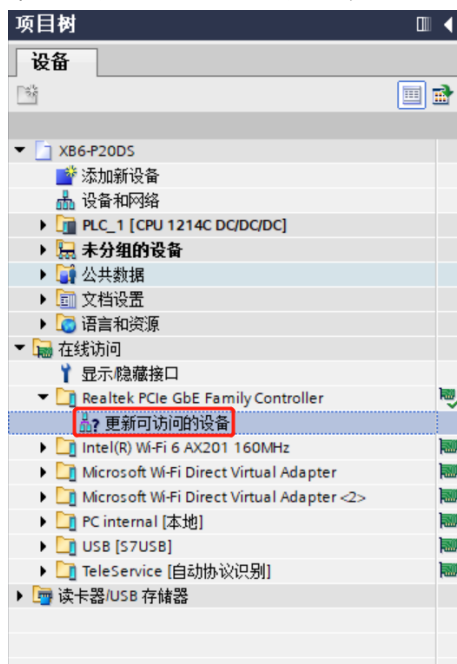 项目树
设备
XB6-P20DS
添加新设备
设备和网络
PLC_1 [CPU 1214C DC/DC/DC]
未分组的设备
公共数据
文档设置
语言和资源
在线访问
显示/隐藏接口
Realtek PCIe GbE Family Controller
更新可访问的设备
Intel(R) Wi-Fi 6 AX201 160MHz
Microsoft Wi-Fi Direct Virtual Adapter
Microsoft Wi-Fi Direct Virtual Adapter <2>
PC internal [本地]
USB [S7USB]
TeleService [自动协议识别]
读卡器/USB 存储器